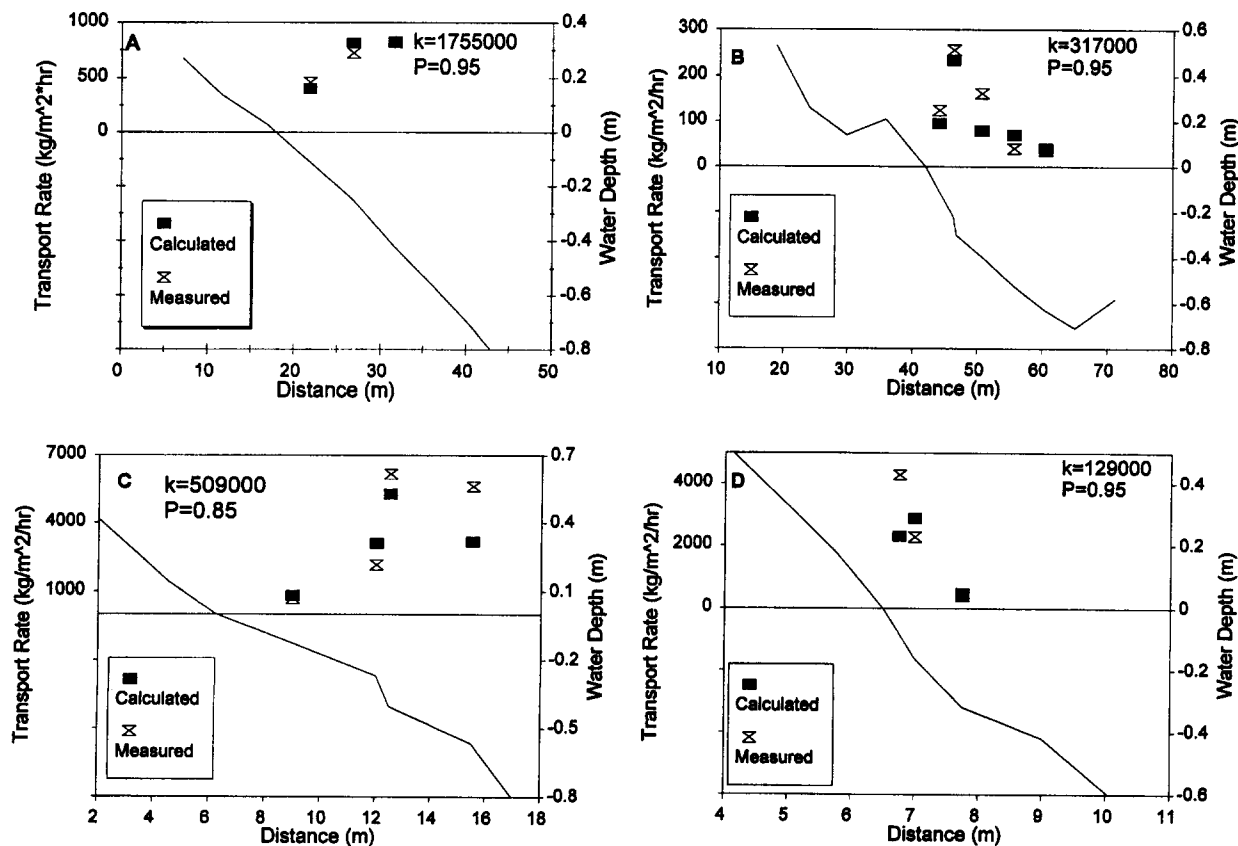 A
k=1755000
P=0.95
Transport Rate (kg/m^2*hr)
1000
500
0
0.4
0.2
0
-0.2
-0.4
-0.6
-0.8
Water Depth (m)
Calculated
Measured
0 10 20 30 40 50
Distance (m)
B
k=317000
P=0.95
Transport Rate (kg/m^2/hr)
300
200
100
0
0.6
0.4
0.2
0
-0.2
-0.4
-0.6
-0.8
Water Depth (m)
Calculated
Measured
10 20 30 40 50 60 70 80
Distance (m)
C
k=509000
P=0.85
Transport Rate (kg/m^2/hr)
7000
4000
1000
0.7
0.4
0.1
-0.2
-0.5
-0.8
Water Depth (m)
Calculated
Measured
2 4 6 8 10 12 14 16 18
Distance (m)
D
k=129000
P=0.95
Transport Rate (kg/m^2/hr)
4000
2000
0
0.4
0.2
0
-0.2
-0.4
-0.6
Water Depth (m)
Calculated
Measured
4 5 6 7 8 9 10 11
Distance (m)